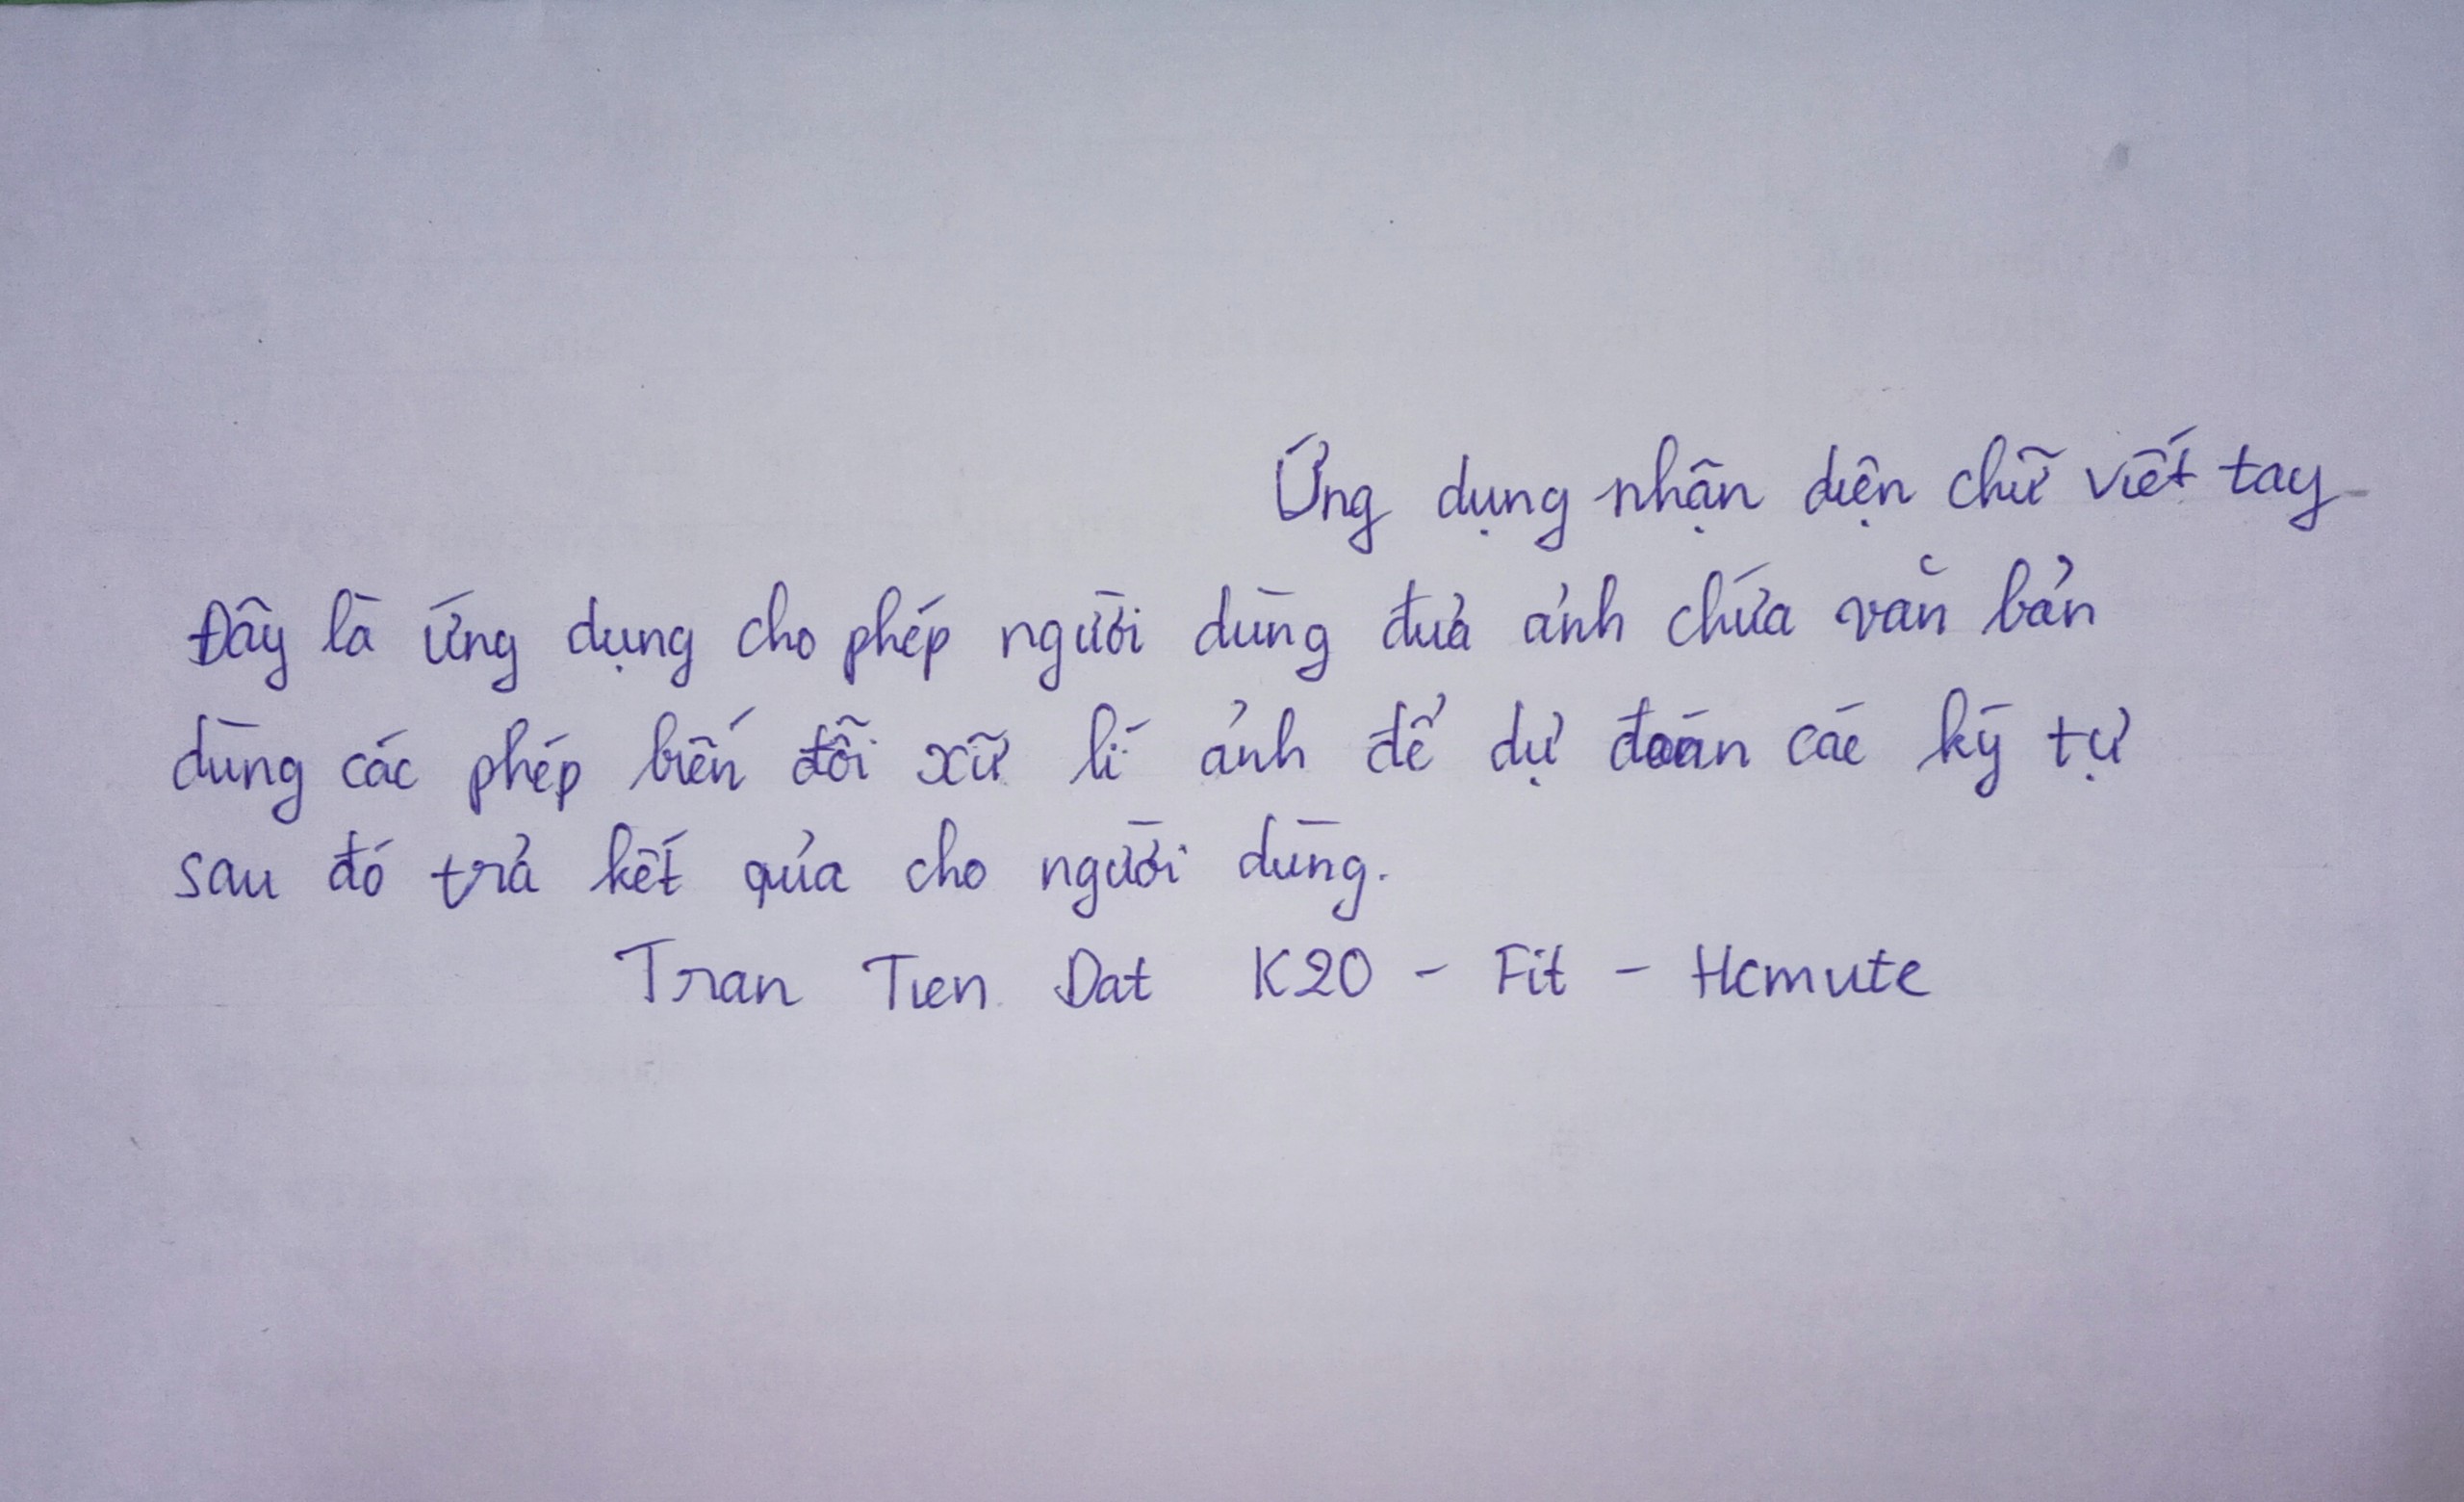 Ứng dụng nhận diện chữ viết tay
Đây là ứng dụng cho phép người dùng đưa ảnh chứa văn bản
dùng các phép biến đỗi xữ lí ảnh để dự đoán các ký tự
sau đó trả kết qủa cho người dùng.
Tran Tien Dat K20 - Fit - Hcmute